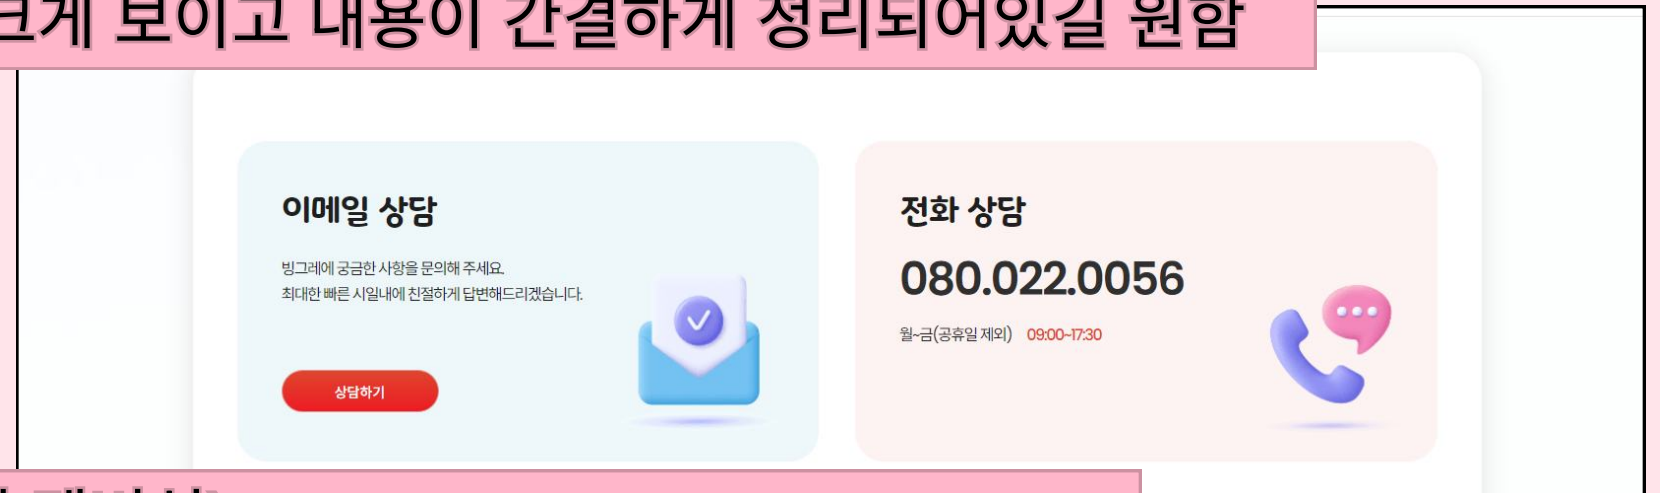 크게 보이고 내용이 간결하게 정리되어있길 원함
이메일 상담
빙그레에 궁금한 사항을 문의해 주세요.
최대한 빠른 시일내에 친절하게 답변해드리겠습니다.
상담하기
전화 상담
080.022.0056
월~금(공휴일 제외) 09:00~17:30